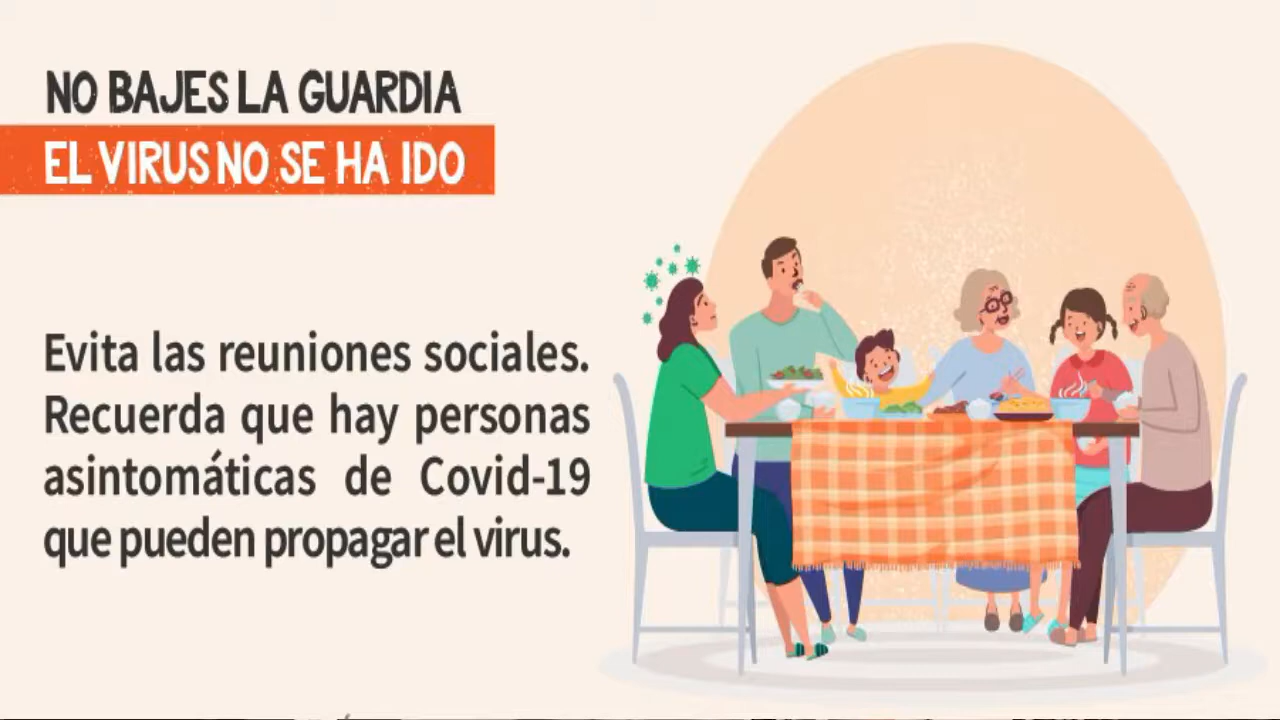 NO BAJES LA GUARDIA
EL VIRUS NO SE HA IDO
Evita las reuniones sociales.
Recuerda que hay personas
asintomáticas de Covid-19
que pueden propagar el virus.